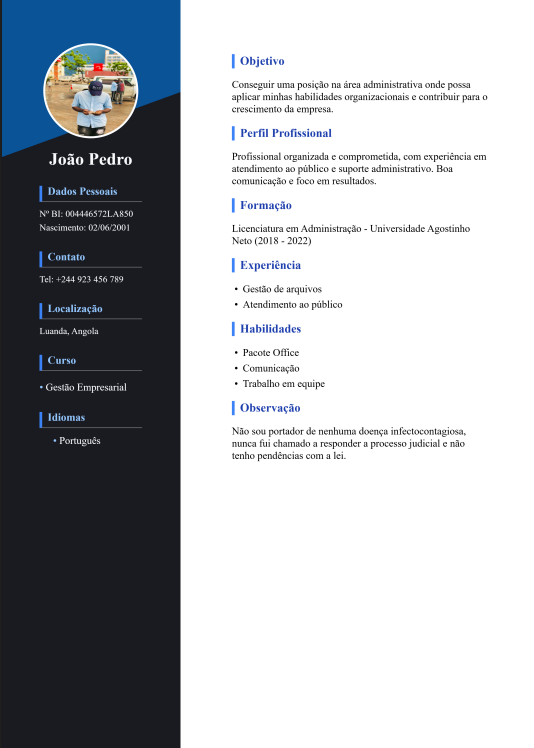 João Pedro
Dados Pessoais
Nº BI: 004446572LA850
Nascimento: 02/06/2001
Contato
Tel: +244 923 456 789
Localização
Luanda, Angola
Curso
• Gestão Empresarial
Idiomas
• Português
Objetivo
Conseguir uma posição na área administrativa onde possa
aplicar minhas habilidades organizacionais e contribuir para o
crescimento da empresa.
Perfil Profissional
Profissional organizada e comprometida, com experiência em
atendimento ao público e suporte administrativo. Boa
comunicação e foco em resultados.
Formação
Licenciatura em Administração - Universidade Agostinho
Neto (2018 - 2022)
Experiência
• Gestão de arquivos
• Atendimento ao público
Habilidades
• Pacote Office
• Comunicação
• Trabalho em equipe
Observação
Não sou portador de nenhuma doença infectocontagiosa,
nunca fui chamado a responder a processo judicial e não
tenho pendências com a lei.